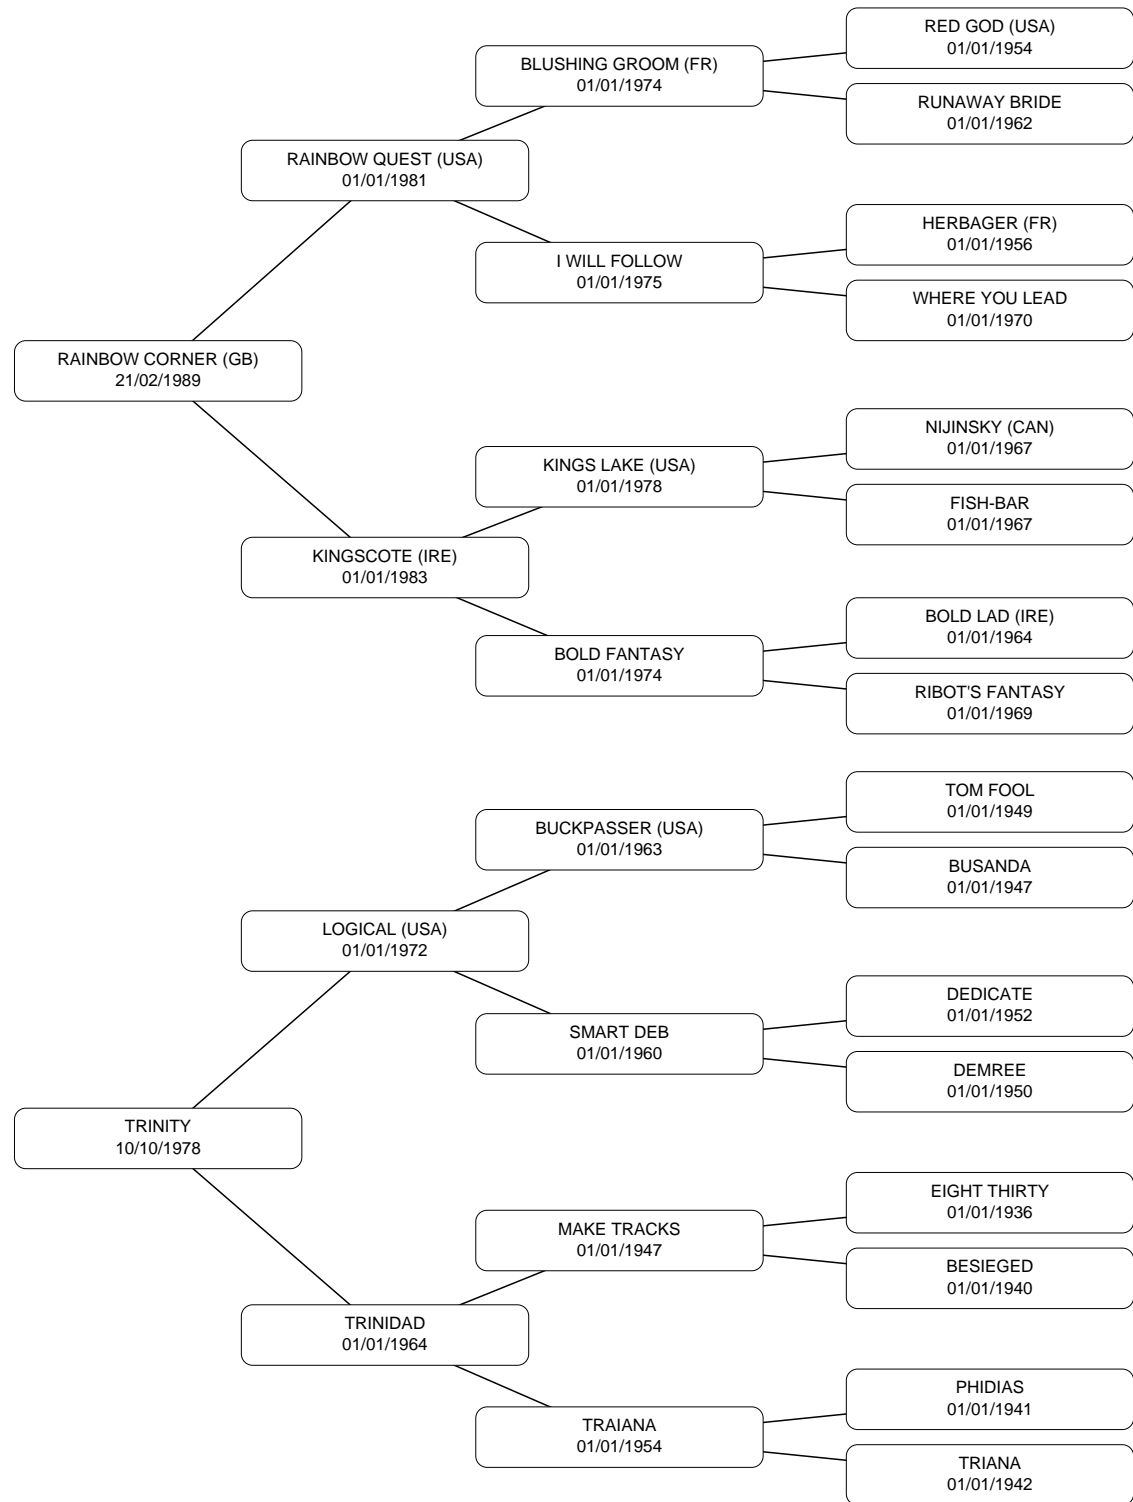 RED GOD (USA)
01/01/1954
BLUSHING GROOM (FR)
01/01/1974
RUNAWAY BRIDE
01/01/1962
RAINBOW QUEST (USA)
01/01/1981
HERBAGER (FR)
01/01/1956
I WILL FOLLOW
01/01/1975
WHERE YOU LEAD
01/01/1970
RAINBOW CORNER (GB)
21/02/1989
NIJINSKY (CAN)
01/01/1967
KINGS LAKE (USA)
01/01/1978
FISH-BAR
01/01/1967
KINGSCOTE (IRE)
01/01/1983
BOLD LAD (IRE)
01/01/1964
BOLD FANTASY
01/01/1974
RIBOT'S FANTASY
01/01/1969
TOM FOOL
01/01/1949
BUCKPASSER (USA)
01/01/1963
BUSANDA
01/01/1947
LOGICAL (USA)
01/01/1972
DEDICATE
01/01/1952
SMART DEB
01/01/1960
DEMREE
01/01/1950
TRINITY
10/10/1978
EIGHT THIRTY
01/01/1936
MAKE TRACKS
01/01/1947
BESIEGED
01/01/1940
TRINIDAD
01/01/1964
PHIDIAS
01/01/1941
TRAIANA
01/01/1954
TRIANA
01/01/1942